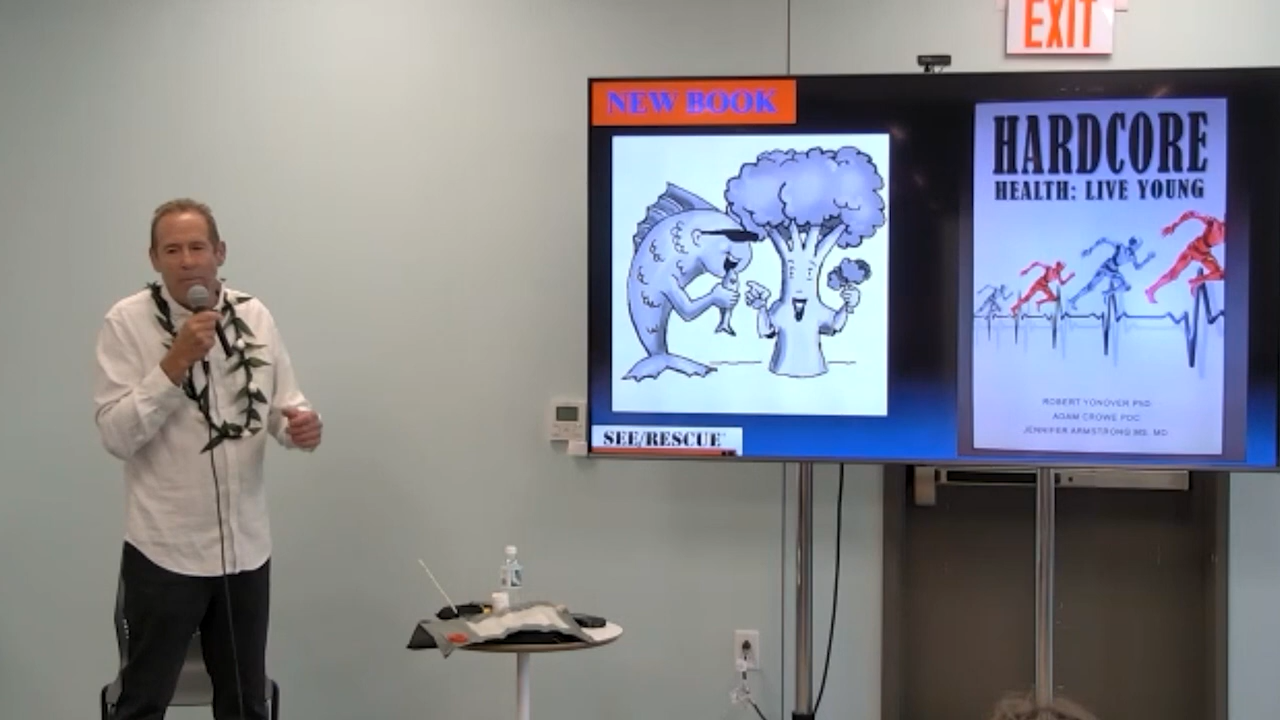 EXIT
NEW BOOK
HARDCORE
HEALTH: LIVE YOUNG
ROBERT YONOVER PhD
ADAM CROWE PDC
JENNIFER ARMSTRONG MS, MD
SEE/RESCUE